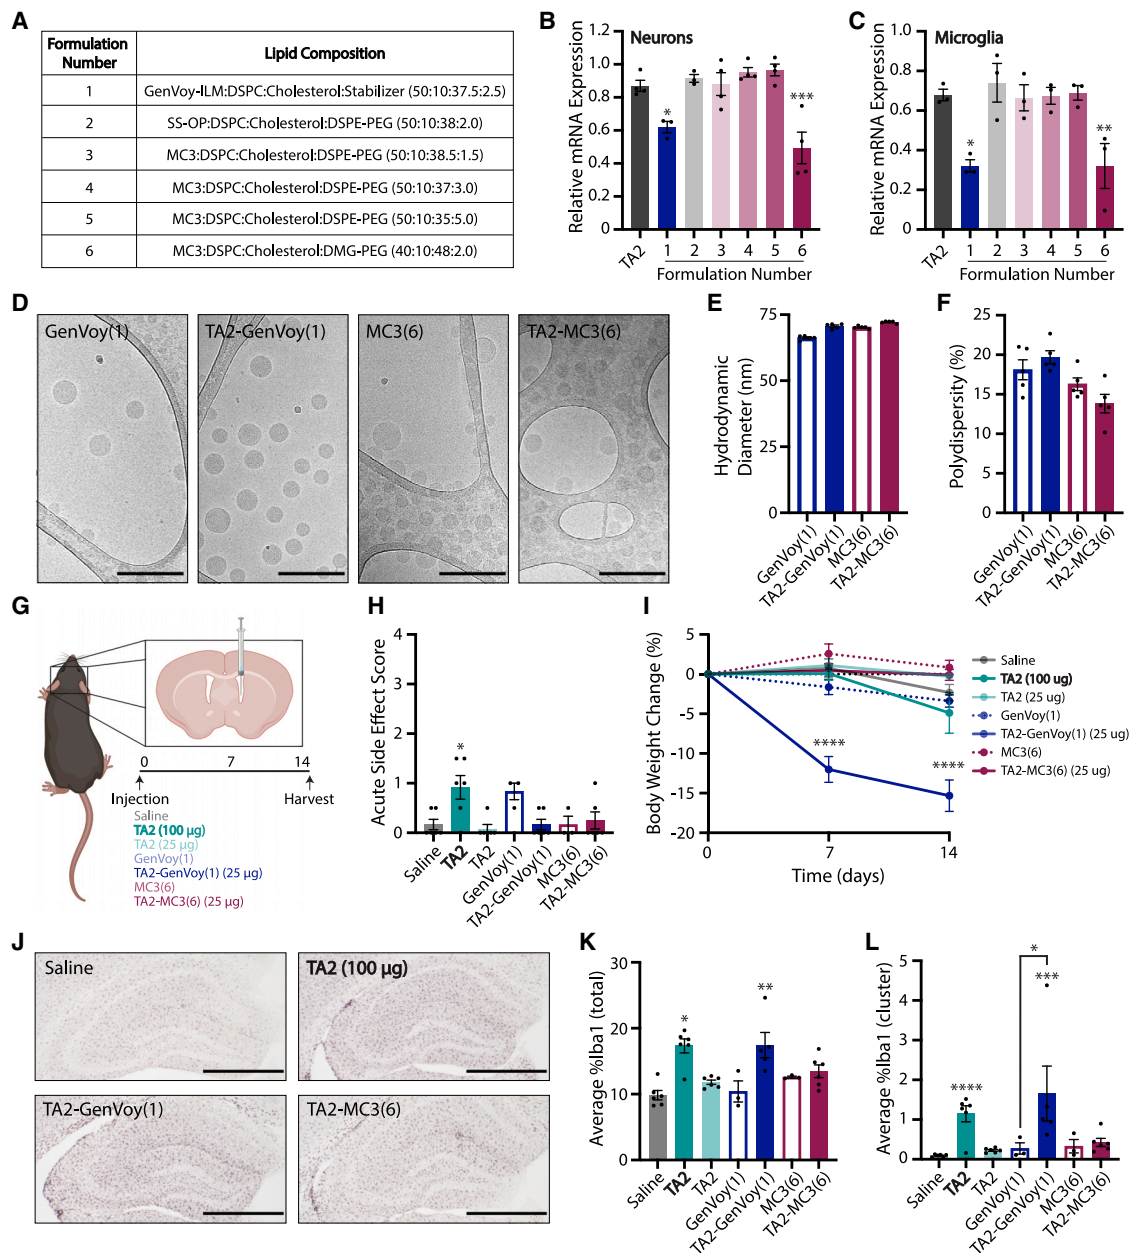 A
Formulation Number
Lipid Composition
1
GenVoy-ILM:DSPC:Cholesterol:Stabilizer (50:10:37.5:2.5)
2
SS-OP:DSPC:Cholesterol:DSPE-PEG (50:10:38:2.0)
3
MC3:DSPC:Cholesterol:DSPE-PEG (50:10:38.5:1.5)
4
MC3:DSPC:Cholesterol:DSPE-PEG (50:10:37:3.0)
5
MC3:DSPC:Cholesterol:DSPE-PEG (50:10:35:5.0)
6
MC3:DSPC:Cholesterol:DMG-PEG (40:10:48:2.0)
B
Neurons
Relative mRNA Expression
1.2
1.0
0.8
0.6
0.4
0.2
0
*
***
TA2 1 2 3 4 5 6
Formulation Number
C
Microglia
Relative mRNA Expression
1.0
0.8
0.6
0.4
0.2
0
*
**
TA2 1 2 3 4 5 6
Formulation Number
D
GenVoy(1)
TA2-GenVoy(1)
MC3(6)
TA2-MC3(6)
E
Hydrodynamic
Diameter (nm)
75
50
25
0
GenVoy(1)
TA2-GenVoy(1)
MC3(6)
TA2-MC3(6)
F
Polydispersity (%)
25
20
15
10
5
0
GenVoy(1)
TA2-GenVoy(1)
MC3(6)
TA2-MC3(6)
G
0 7 14
Injection
Harvest
Saline
TA2 (100 µg)
TA2 (25 µg)
GenVoy(1)
TA2-GenVoy(1) (25 µg)
MC3(6)
TA2-MC3(6) (25 µg)
H
Acute Side Effect Score
4
3
2
1
0
*
Saline
TA2
TA2
GenVoy(1)
TA2-GenVoy(1)
MC3(6)
TA2-MC3(6)
I
Body Weight Change (%)
5
0
-5
-10
-15
-20
****
****
0 7 14
Time (days)
Saline
TA2 (100 ug)
TA2 (25 ug)
GenVoy(1)
TA2-GenVoy(1) (25 ug)
MC3(6)
TA2-MC3(6) (25 ug)
J
Saline
TA2 (100 µg)
TA2-GenVoy(1)
TA2-MC3(6)
K
Average %Iba1 (total)
30
20
10
0
*
**
Saline
TA2
TA2
GenVoy(1)
TA2-GenVoy(1)
MC3(6)
TA2-MC3(6)
L
Average %Iba1 (cluster)
5
4
3
2
1
0
****
*
***
Saline
TA2
TA2
GenVoy(1)
TA2-GenVoy(1)
MC3(6)
TA2-MC3(6)